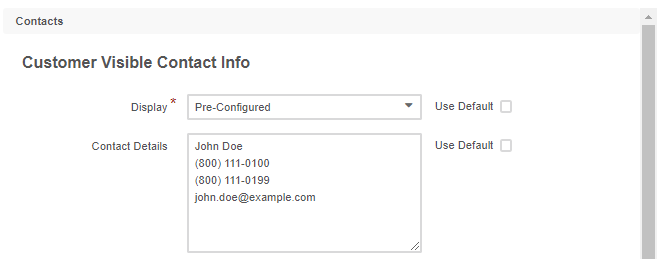 Contacts
Customer Visible Contact Info
Display * Pre-Configured Use Default
Contact Details John Doe Use Default
(800) 111-0100
(800) 111-0199
john.doe@example.com